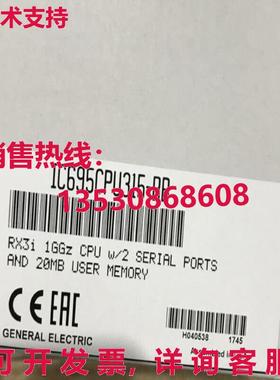 术支持
销售热线:
IC695CPU315-BB
13530868608
RX3i 1GGz CPU w/2 SERIAL PORTS
AND 20MB USER MEMORY
CE EAC
GENERAL ELECTRIC
H040538 1745
可开发票,详询客服